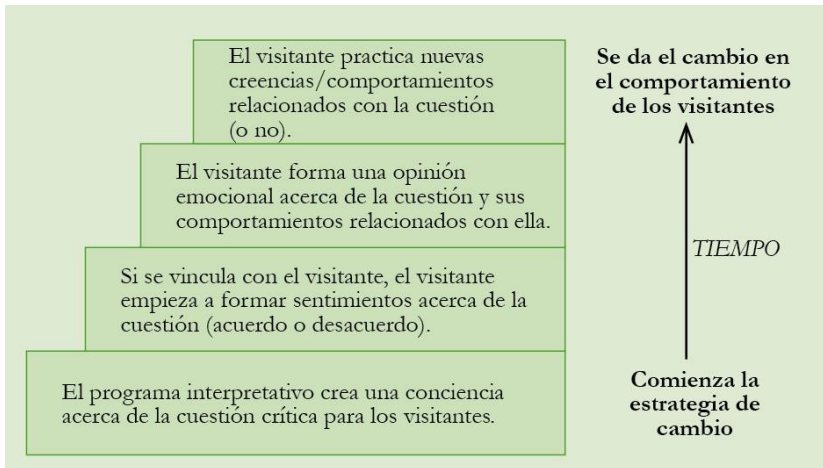 El visitante practica nuevas
creencias/comportamientos
relacionados con la cuestión
(o no).
El visitante forma una opinión
emocional acerca de la cuestión y sus
comportamientos relacionados con ella.
Si se vincula con el visitante, el visitante
empieza a formar sentimientos acerca de la
cuestión (acuerdo o desacuerdo).
El programa interpretativo crea una conciencia
acerca de la cuestión crítica para los visitantes.
Se da el cambio en
el comportamiento
de los visitantes
TIEMPO
Comienza la
estrategia de
cambio